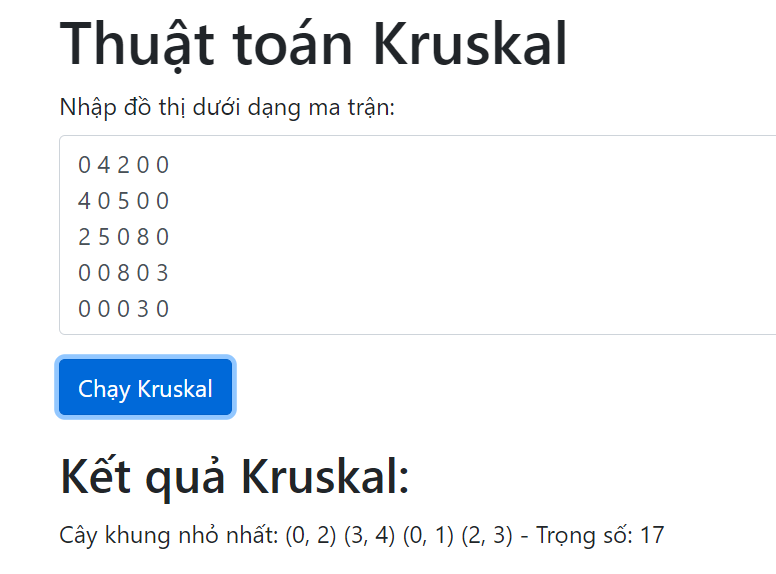 Thuật toán Kruskal
Nhập đồ thị dưới dạng ma trận:
0 4 2 0 0
4 0 5 0 0
2 5 0 8 0
0 0 8 0 3
0 0 0 3 0
Chạy Kruskal
Kết quả Kruskal:
Cây khung nhỏ nhất: (0, 2) (3, 4) (0, 1) (2, 3) - Trọng số: 17